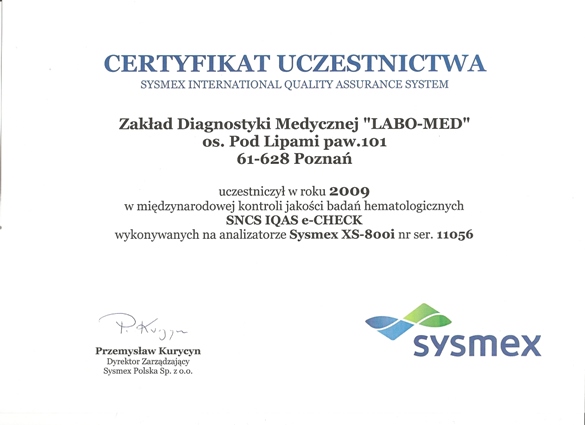 CERTYFIKAT UCZESTNICTWA
SYSMEX INTERNATIONAL QUALITY ASSURANCE SYSTEM
Zakład Diagnostyki Medycznej "LABO-MED"
os. Pod Lipami paw.101
61-628 Poznań
uczestniczył w roku 2009
w międzynarodowej kontroli jakości badań hematologicznych
SNCS IQAS e-CHECK
wykonywanych na analizatorze Sysmex XS-800i nr ser. 11056
Przemysław Kurycyn
Dyrektor Zarządzający
Sysmex Polska Sp. z o.o.
sysmex